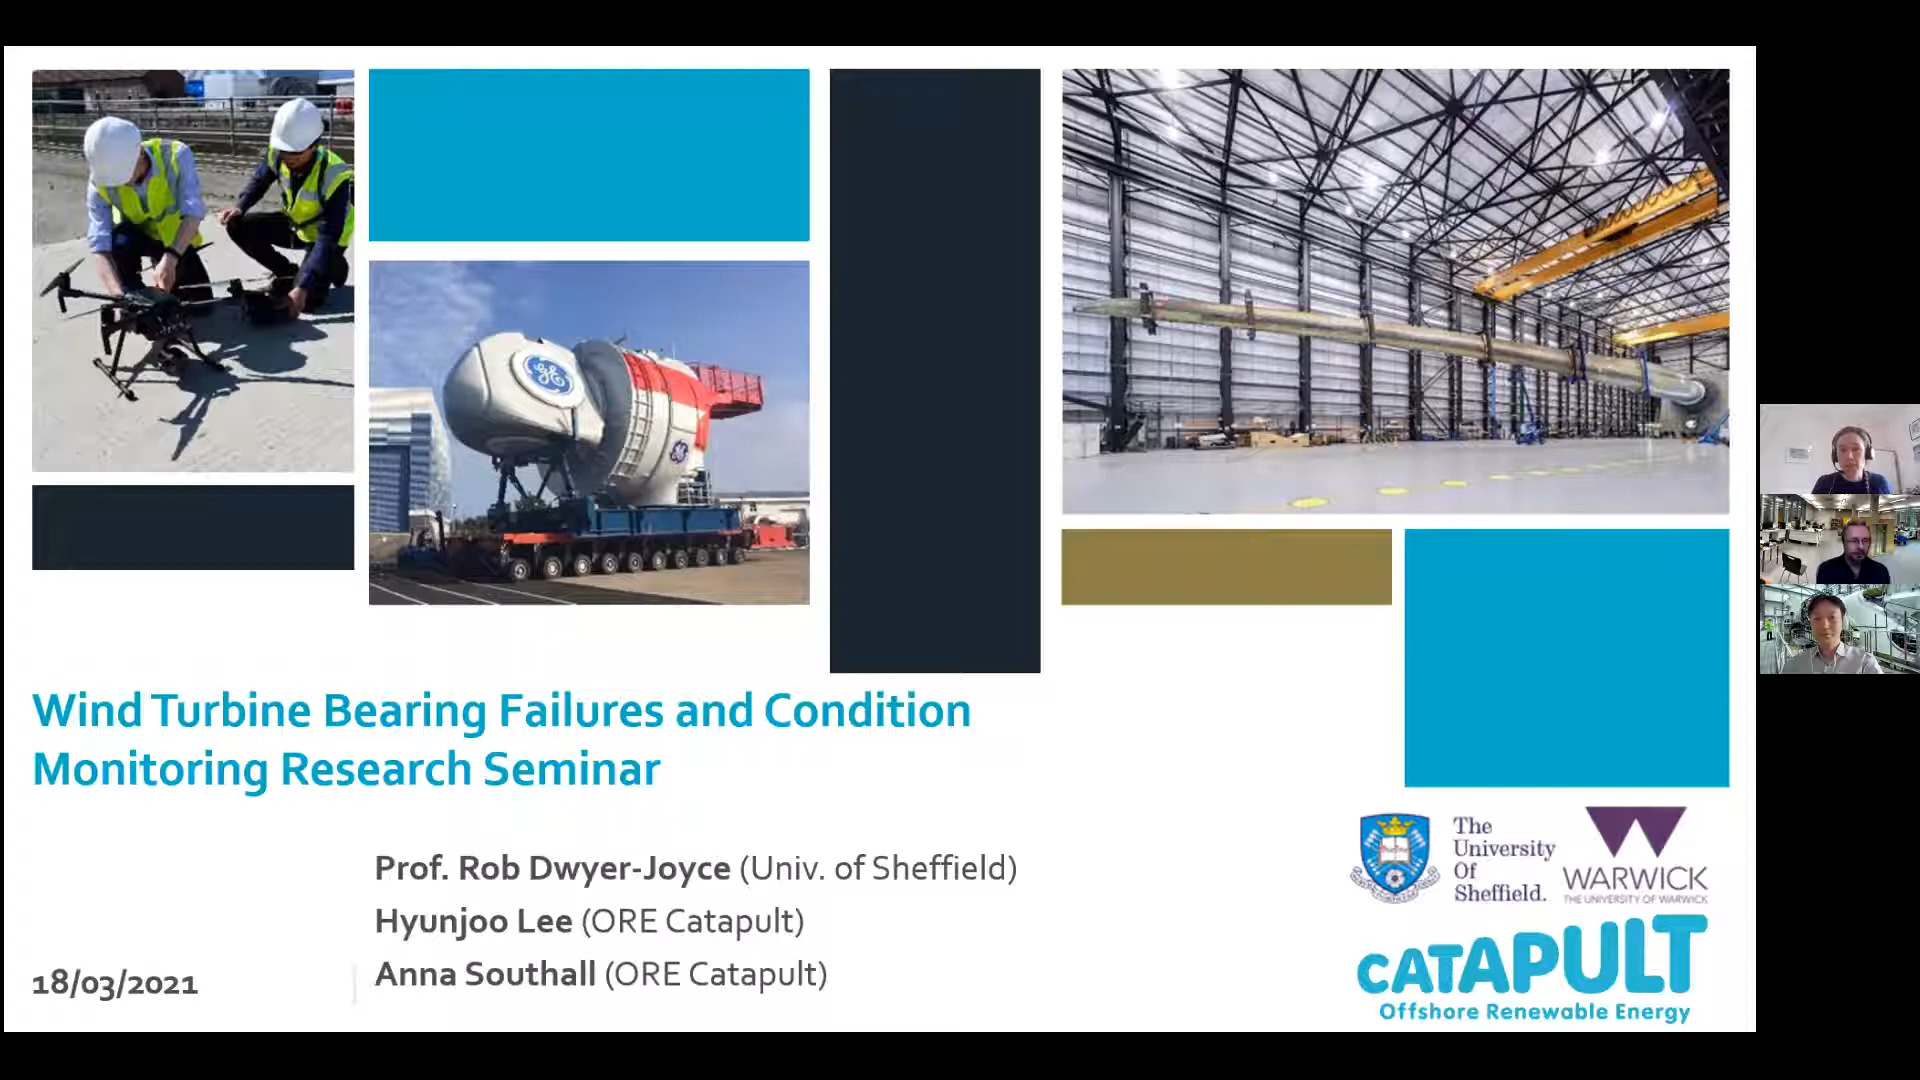 GE
Wind Turbine Bearing Failures and Condition
Monitoring Research Seminar
Prof. Rob Dwyer-Joyce (Univ. of Sheffield)
Hyunjoo Lee (ORE Catapult)
Anna Southall (ORE Catapult)
18/03/2021
The
University
Of
Sheffield.
WARWICK
THE UNIVERSITY OF WARWICK
CATAPULT
Offshore Renewable Energy